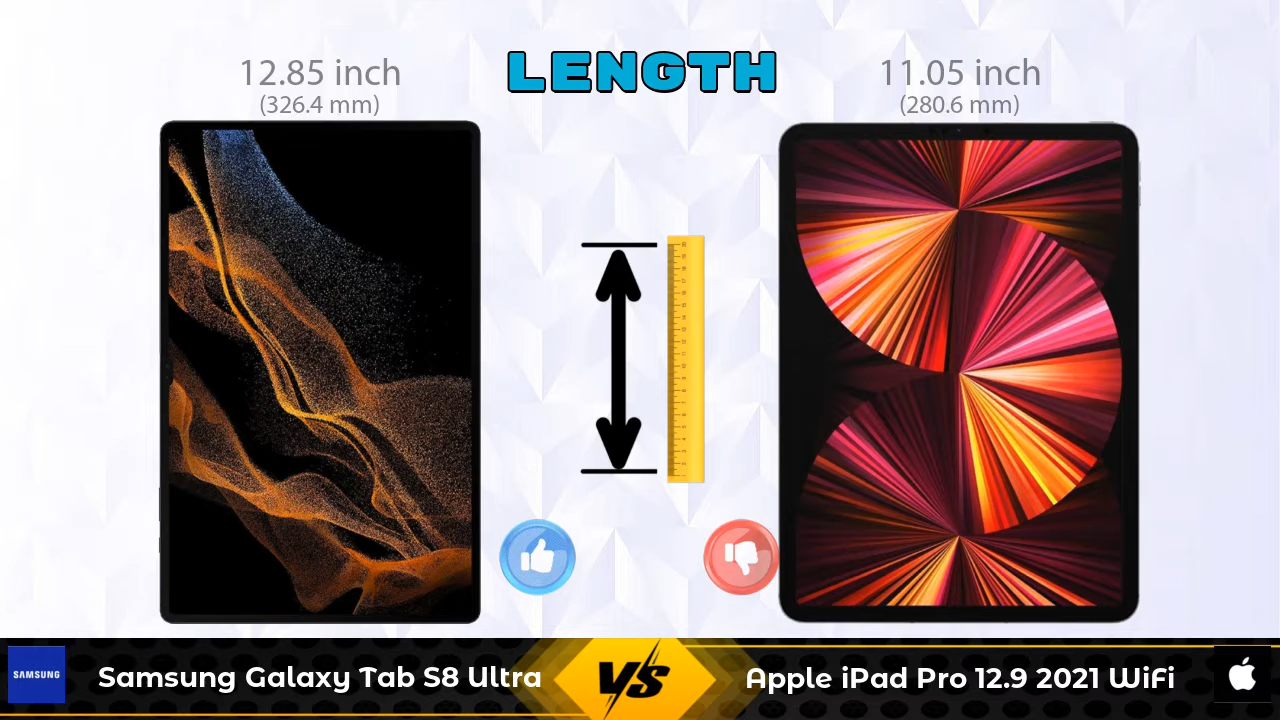 LENGTH
12.85 inch
(326.4 mm)
11.05 inch
(280.6 mm)
SAMSUNG
Samsung Galaxy Tab S8 Ultra
VS
Apple iPad Pro 12.9 2021 WiFi